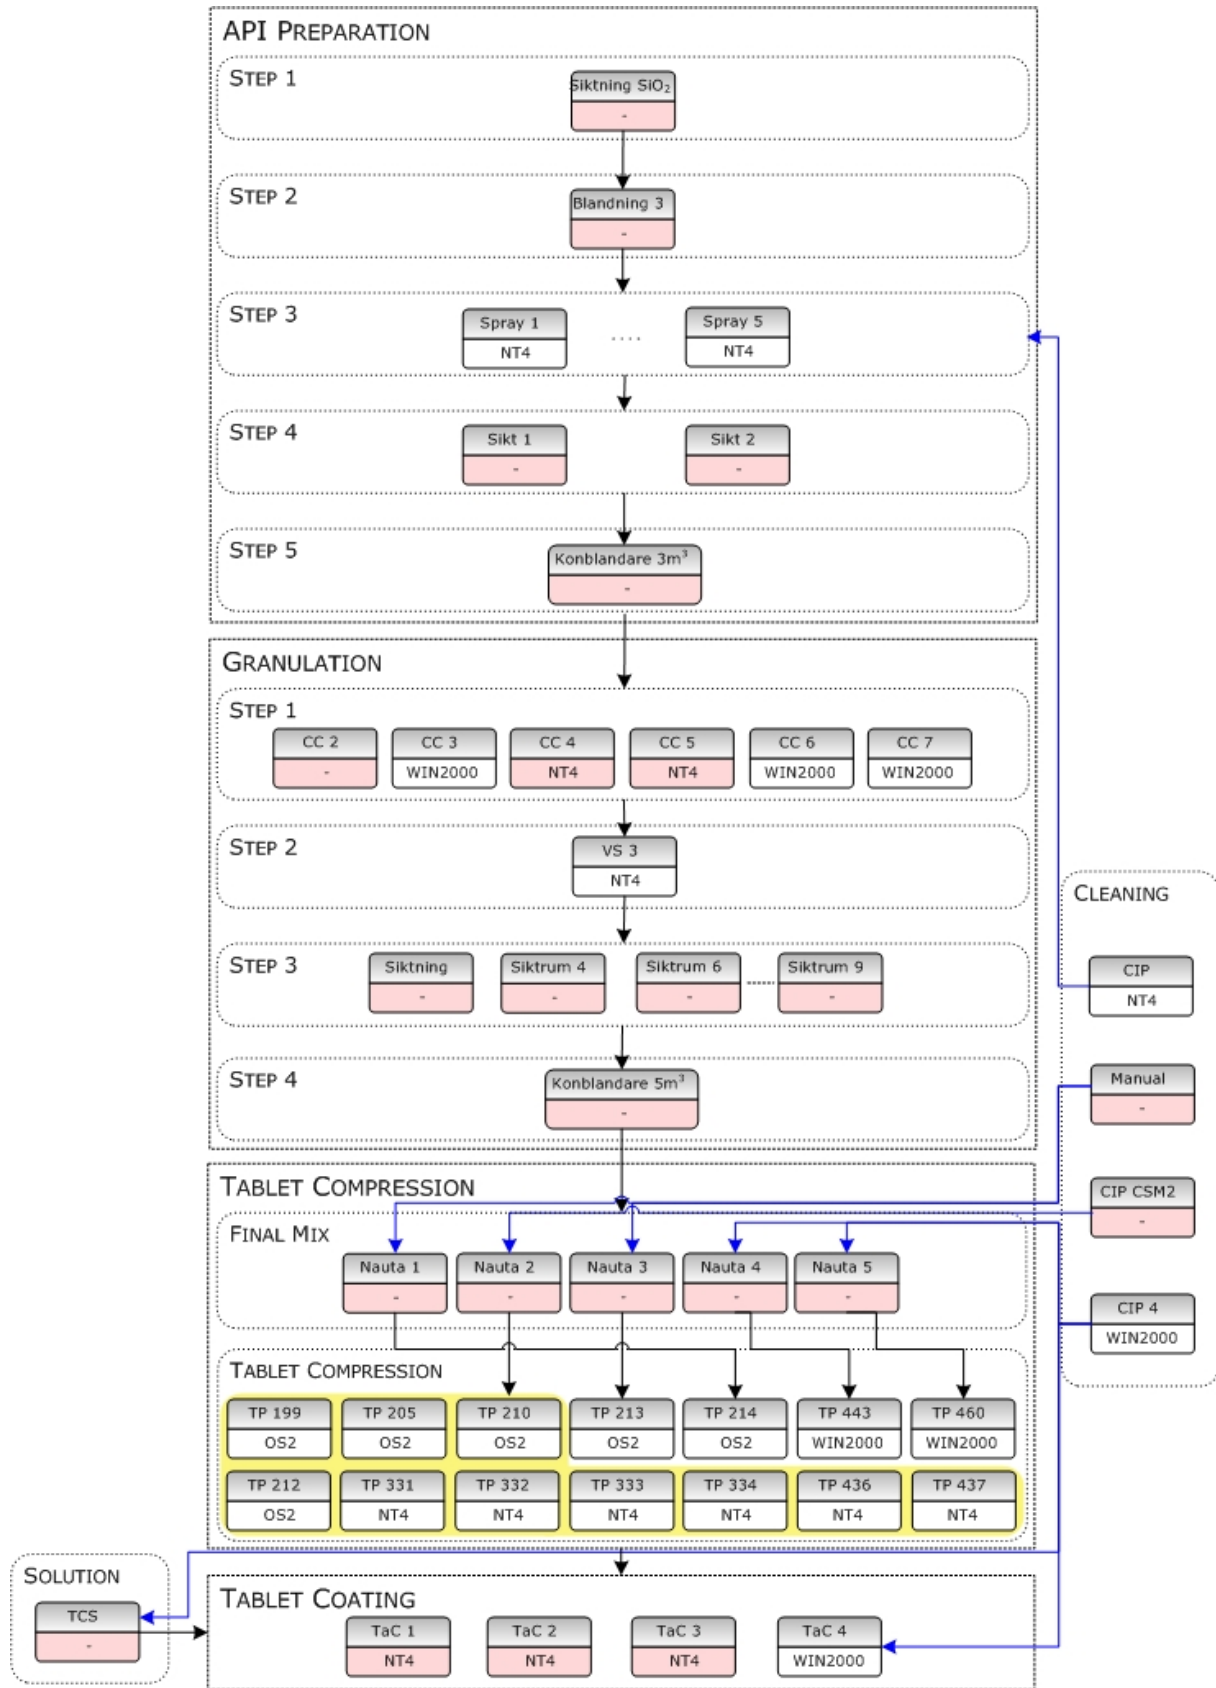 API PREPARATION
STEP 1
Siktning SiO₂
-
STEP 2
Blandning 3
-
STEP 3
Spray 1
NT4
....
Spray 5
NT4
STEP 4
Sikt 1
-
Sikt 2
-
STEP 5
Konblandare 3m³
-
GRANULATION
STEP 1
CC 2
-
CC 3
WIN2000
CC 4
NT4
CC 5
NT4
CC 6
WIN2000
CC 7
WIN2000
STEP 2
VS 3
NT4
STEP 3
Siktning
-
Siktrum 4
-
Siktrum 6
-
Siktrum 9
-
STEP 4
Konblandare 5m³
-
CLEANING
CIP
NT4
Manual
-
CIP CSM2
-
CIP 4
WIN2000
TABLET COMPRESSION
FINAL MIX
Nauta 1
-
Nauta 2
-
Nauta 3
-
Nauta 4
-
Nauta 5
-
TABLET COMPRESSION
TP 199
OS2
TP 205
OS2
TP 210
OS2
TP 213
OS2
TP 214
OS2
TP 443
WIN2000
TP 460
WIN2000
TP 212
OS2
TP 331
NT4
TP 332
NT4
TP 333
NT4
TP 334
NT4
TP 436
NT4
TP 437
NT4
SOLUTION
TCS
-
TABLET COATING
TaC 1
NT4
TaC 2
NT4
TaC 3
NT4
TaC 4
WIN2000